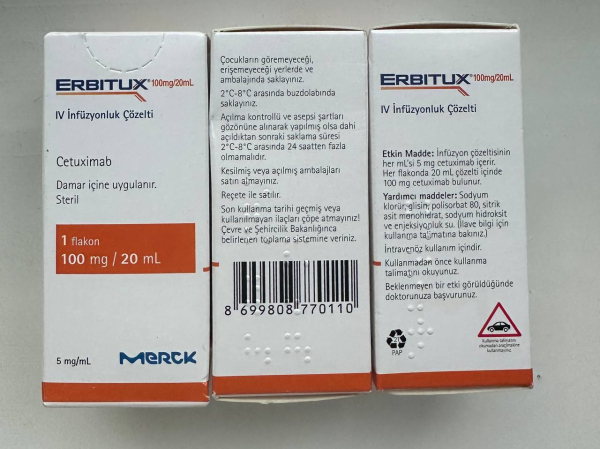 ERBITUX® 100mg/20mL
IV İnfüzyonluk Çözelti
Cetuximab
Damar içine uygulanır.
Steril
1 flakon
100 mg / 20 mL
5 mg/mL
MERCK
Çocukların göremeyeceği,
erişemeyeceği yerlerde ve
ambalajında saklayınız.
2°C-8°C arasında buzdolabında
saklayınız.
Açılma kontrollü ve asepsi şartları
gözönüne alınarak yapılmış olsa dahi
açıldıktan sonraki saklama süresi
2°C-8°C arasında 24 saatten fazla
olmamalıdır.
Kesilmiş veya açılmış ambalajları
satın almayınız.
Reçete ile satılır.
Son kullanma tarihi geçmiş veya
kullanılmayan ilaçları çöpe atmayınız!
Çevre ve Şehircilik Bakanlığınca
belirlenen toplama sistemine veriniz.
8 699808 770110
ERBITUX® 100mg/20mL
IV İnfüzyonluk Çözelti
Etkin Madde: İnfüzyon çözeltisinin
her mL'si 5 mg cetuximab içerir.
Her flakonda 20 mL çözelti içinde
100 mg cetuximab bulunur.
Yardımcı maddeler: Sodyum
klorür, glisin, polisorbat 80, sitrik
asit monohidrat, sodyum hidroksit
ve enjeksiyonluk su. (İlave bilgi için
kullanma talimatına bakınız.)
İntravenöz kullanım içindir.
Kullanmadan önce kullanma
talimatını okuyunuz.
Beklenmeyen bir etki görüldüğünde
doktorunuza başvurunuz.
21
PAP
Kullanma talimatını
okumadan araç/makine
kullanmayınız.